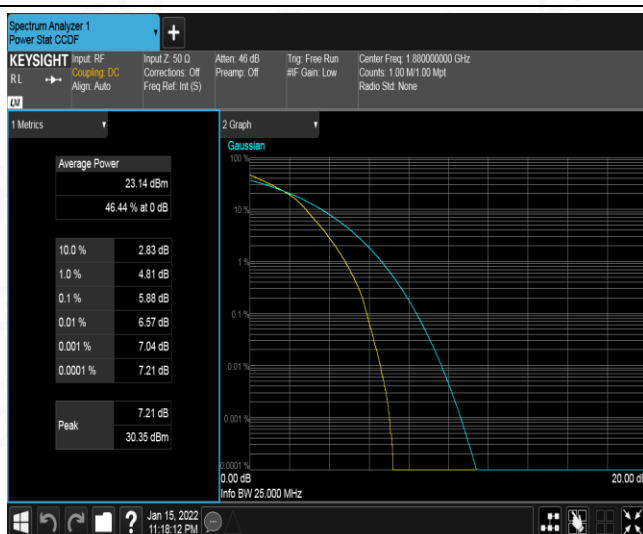 Spectrum Analyzer 1
Power Stat CCDF
+
KEYSIGHT
RL
LXI
Input: RF
Coupling: DC
Align: Auto
Input Z: 50 Ω
Corrections: Off
Freq Ref: Int (S)
Atten: 46 dB
Preamp: Off
Trig: Free Run
#IF Gain: Low
Center Freq: 1.880000000 GHz
Counts: 1.00 M/1.00 Mpt
Radio Std: None
1 Metrics
Average Power
23.14 dBm
46.44 % at 0 dB
10.0 % 2.83 dB
1.0 % 4.81 dB
0.1 % 5.88 dB
0.01 % 6.57 dB
0.001 % 7.04 dB
0.0001 % 7.21 dB
Peak
7.21 dB
30.35 dBm
2 Graph
Gaussian
100 %
10 %
1 %
0.1 %
0.01 %
0.001 %
0.0001 %
0.00 dB
20.00 dB
Info BW 25.000 MHz
?
Jan 15, 2022
11:18:12 PM